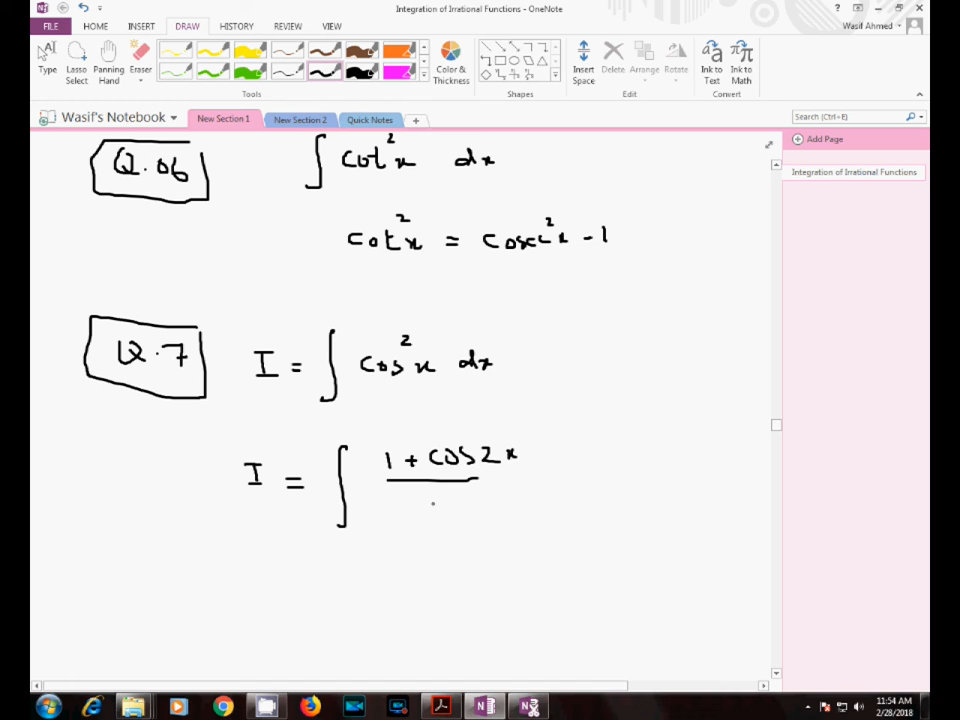 Integration of Irrational Functions - OneNote
FILE HOME INSERT DRAW HISTORY REVIEW VIEW Wasif Ahmed
Type Lasso Select Panning Hand Eraser Color & Thickness Insert Space Delete Arrange Rotate Ink to Text Ink to Math
Tools Shapes Edit Convert
Wasif's Notebook New Section 1 New Section 2 Quick Notes + Search (Ctrl+E)
Add Page
Integration of Irrational Functions
Q.06 ∫ cot²x dx
cot²x = cosec²x - 1
Q.7 I = ∫ cos²x dx
I = ∫ 1 + cos2x
11:54 AM
2/28/2018